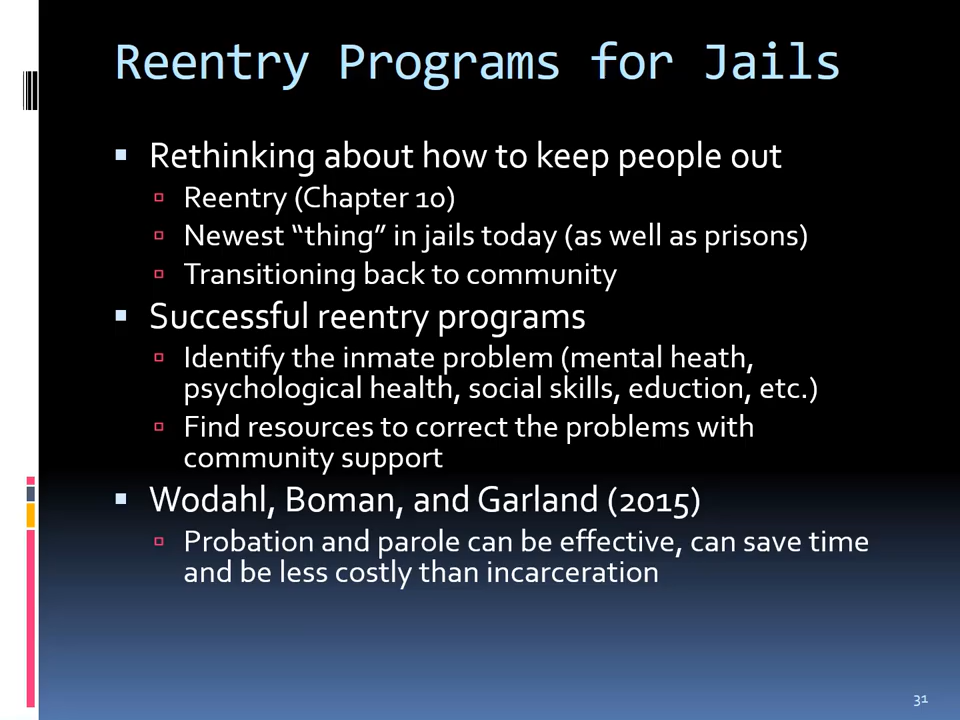 Reentry Programs for Jails
Rethinking about how to keep people out
Reentry (Chapter 10)
Newest “thing” in jails today (as well as prisons)
Transitioning back to community
Successful reentry programs
Identify the inmate problem (mental heath,
psychological health, social skills, eduction, etc.)
Find resources to correct the problems with
community support
Wodahl, Boman, and Garland (2015)
Probation and parole can be effective, can save time
and be less costly than incarceration
31